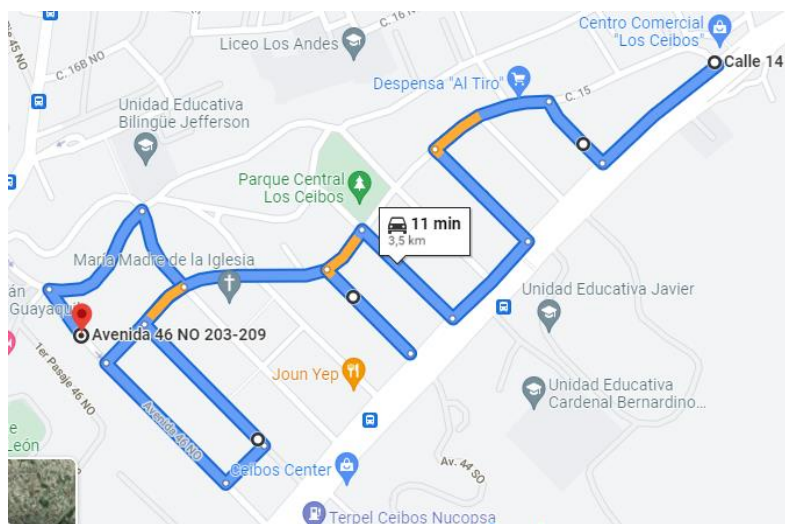 Centro Comercial
"Los Ceibos"
C. 16 N
Liceo Los Andes
45 NO
C. 16B NO
Calle 14
Despensa "Al Tiro"
C. 15
Unidad Educativa
Bilingüe Jefferson
Parque Central
Los Ceibos
11 min
3,5 km
María Madre de la Iglesia
án
Guayaquil
Unidad Educativa Javier
Avenida 46 NO 203-209
1er Pasaje 46 NO
Joun Yep
Unidad Educativa
Cardenal Bernardino...
Avenida 46 NO
e
León
Ceibos Center
Av. 44 SO
Terpel Ceibos Nucopsa